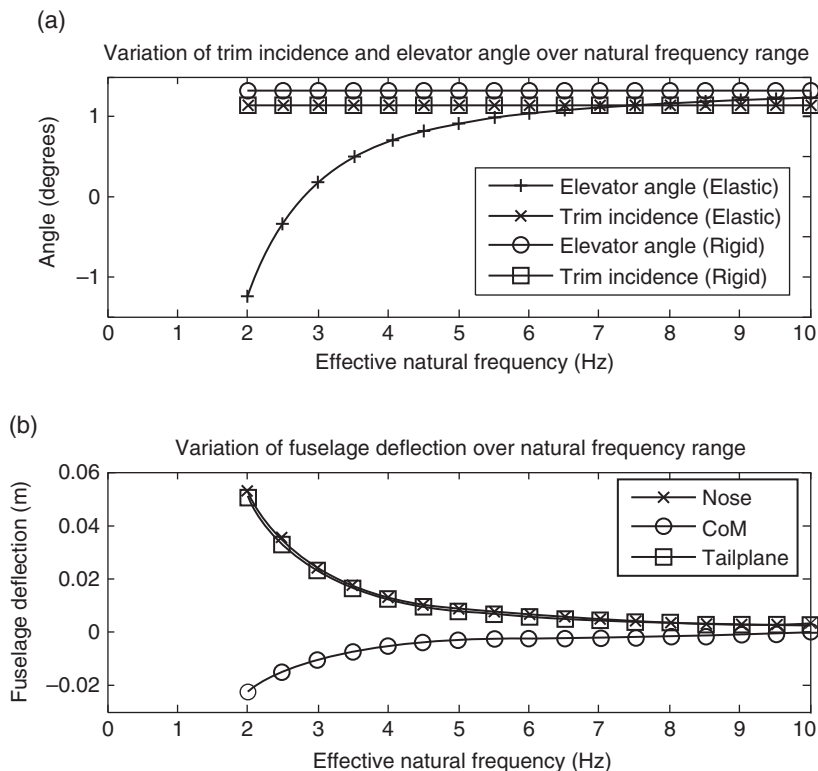 (a)
Variation of trim incidence and elevator angle over natural frequency range
Angle (degrees)
1
0
−1
Elevator angle (Elastic)
Trim incidence (Elastic)
Elevator angle (Rigid)
Trim incidence (Rigid)
0 1 2 3 4 5 6 7 8 9 10
Effective natural frequency (Hz)
(b)
Variation of fuselage deflection over natural frequency range
Fuselage deflection (m)
0.06
0.04
0.02
0
−0.02
Nose
CoM
Tailplane
0 1 2 3 4 5 6 7 8 9 10
Effective natural frequency (Hz)